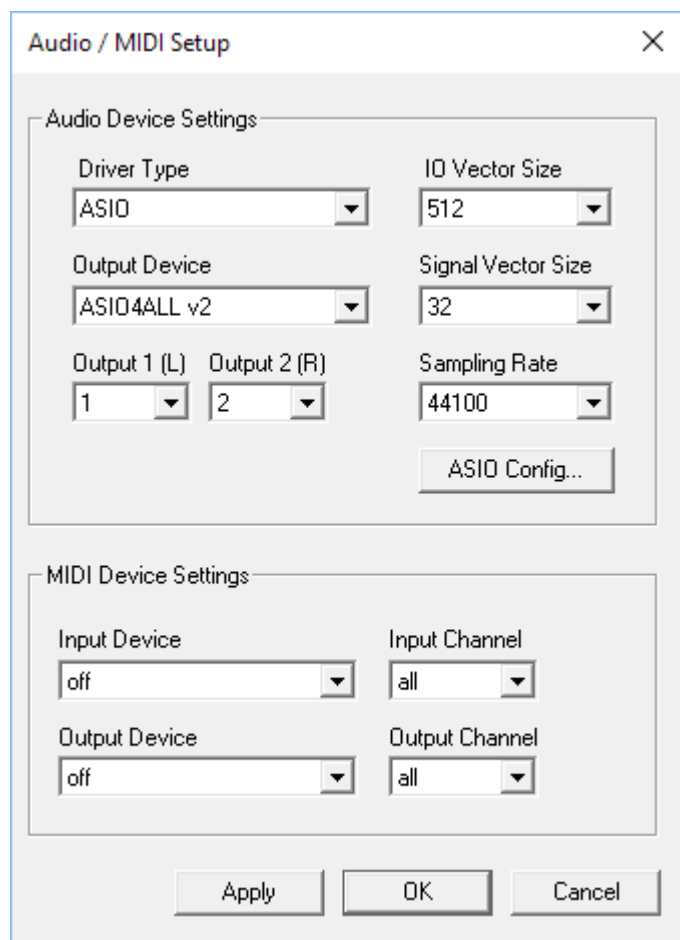 Audio / MIDI Setup
Audio Device Settings
Driver Type
IO Vector Size
ASIO
512
Output Device
Signal Vector Size
ASIO4ALL v2
32
Output 1 (L)
Output 2 (R)
Sampling Rate
1
2
44100
ASIO Config...
MIDI Device Settings
Input Device
Input Channel
off
all
Output Device
Output Channel
off
all
Apply
OK
Cancel